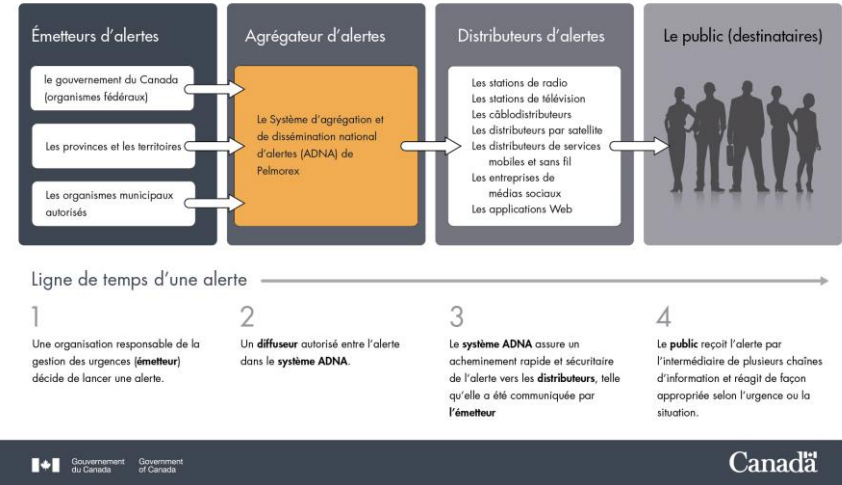 Émetteurs d'alertes
le gouvernement du Canada
(organismes fédéraux)
Les provinces et les territoires
Les organismes municipaux
autorisés
Agrégateur d'alertes
Le Système d'agrégation et
de dissémination national
d'alertes (ADNA) de
Pelmorex
Distributeurs d'alertes
Les stations de radio
Les stations de télévision
Les câblodistributeurs
Les distributeurs par satellite
Les distributeurs de services
mobiles et sans fil
Les entreprises de
médias sociaux
Les applications Web
Le public (destinataires)
Ligne de temps d'une alerte
1
Une organisation responsable de la
gestion des urgences (émetteur)
décide de lancer une alerte.
2
Un diffuseur autorisé entre l'alerte
dans le système ADNA.
3
Le système ADNA assure un
acheminement rapide et sécuritaire
de l'alerte vers les distributeurs, telle
qu'elle a été communiquée par
l'émetteur
4
Le public reçoit l'alerte par
l'intermédiaire de plusieurs chaînes
d'information et réagit de façon
appropriée selon l'urgence ou la
situation.
Gouvernement
du Canada
Government
of Canada
Canada